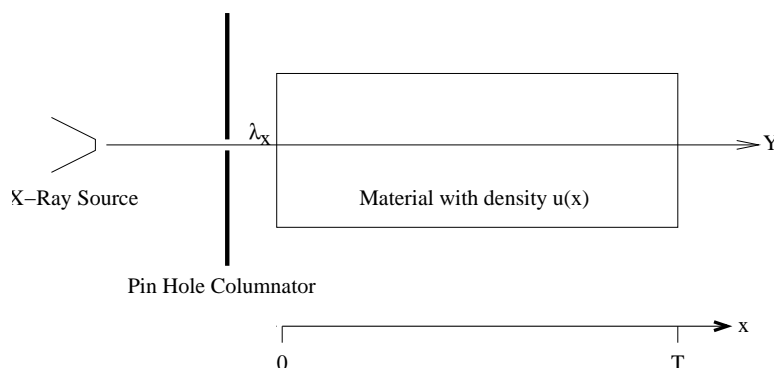 λx
Y
X–Ray Source
Material with density u(x)
Pin Hole Columnator
x
0
T